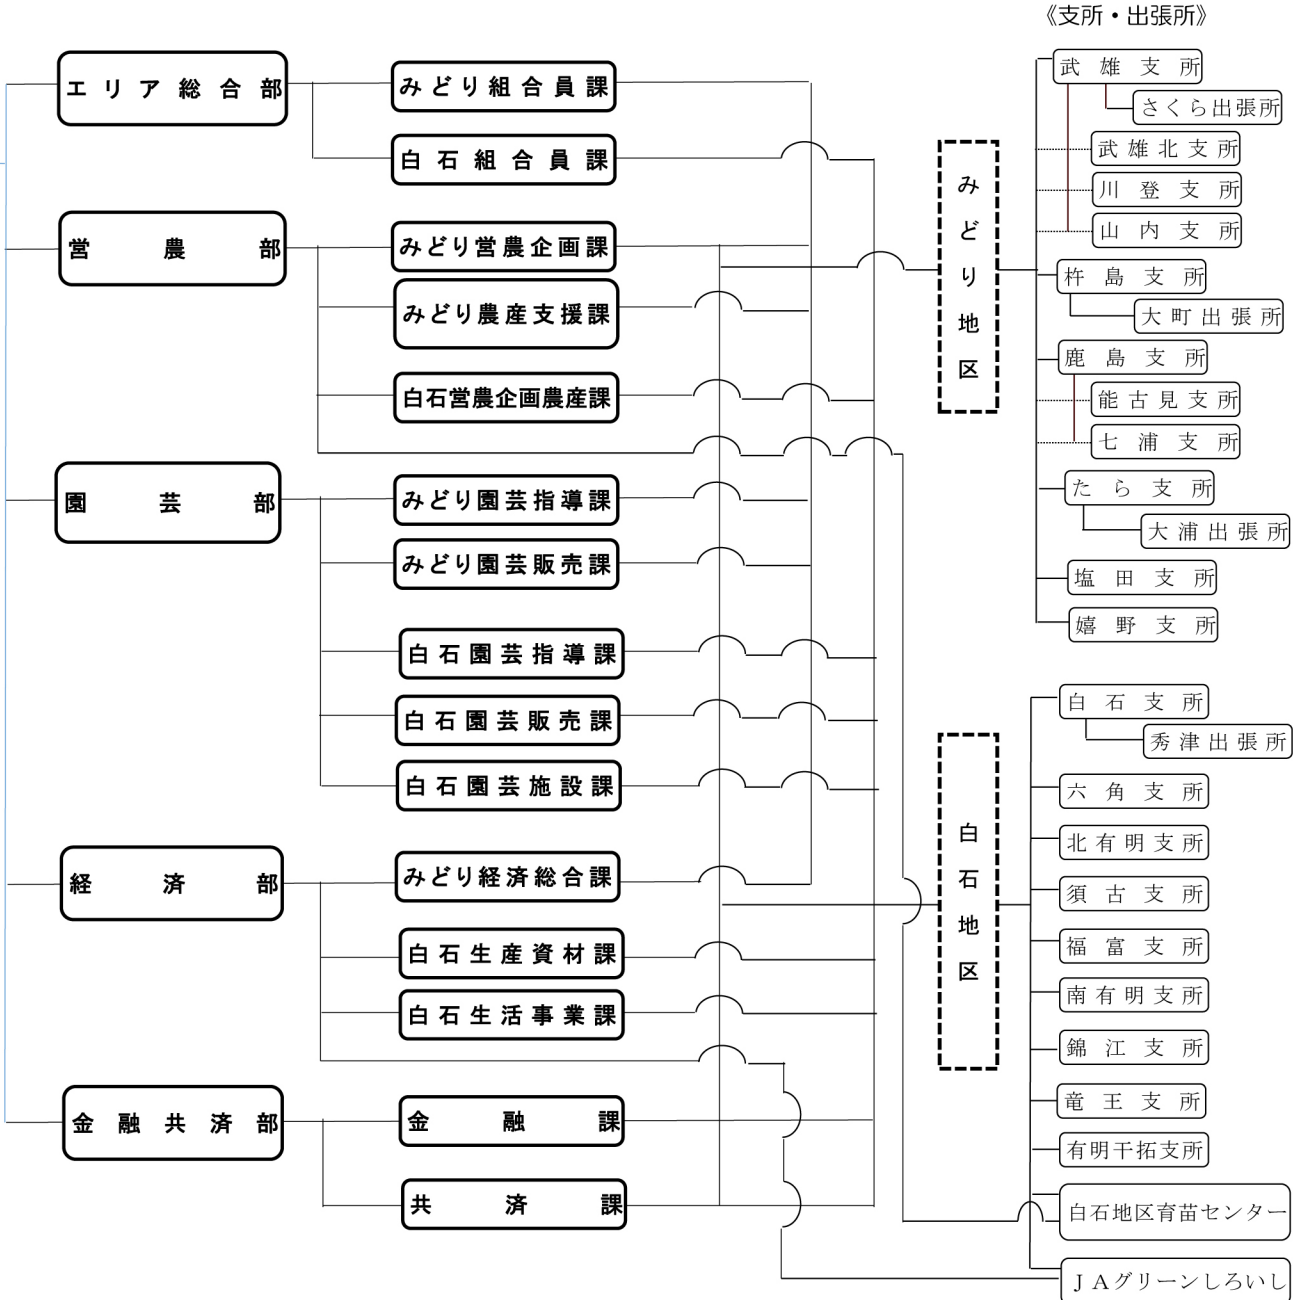 《支所・出張所》
エリア総合部
みどり組合員課
白石組合員課
営農部
みどり営農企画課
みどり農産支援課
白石営農企画農産課
園芸部
みどり園芸指導課
みどり園芸販売課
白石園芸指導課
白石園芸販売課
白石園芸施設課
経済部
みどり経済総合課
白石生産資材課
白石生活事業課
金融共済部
金融課
共済課
みどり地区
武雄支所
さくら出張所
武雄北支所
川登支所
山内支所
杵島支所
大町出張所
鹿島支所
能古見支所
七浦支所
たら支所
大浦出張所
塩田支所
嬉野支所
白石地区
白石支所
秀津出張所
六角支所
北有明支所
須古支所
福富支所
南有明支所
錦江支所
竜王支所
有明干拓支所
白石地区育苗センター
ＪＡグリーンしろいし